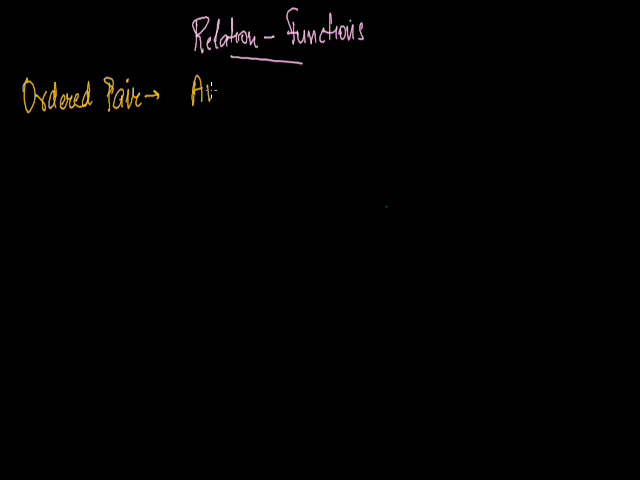 Relation - Functions
Ordered Pair →